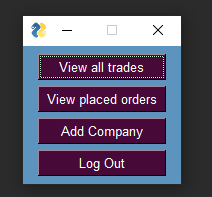 View all trades
View placed orders
Add Company
Log Out